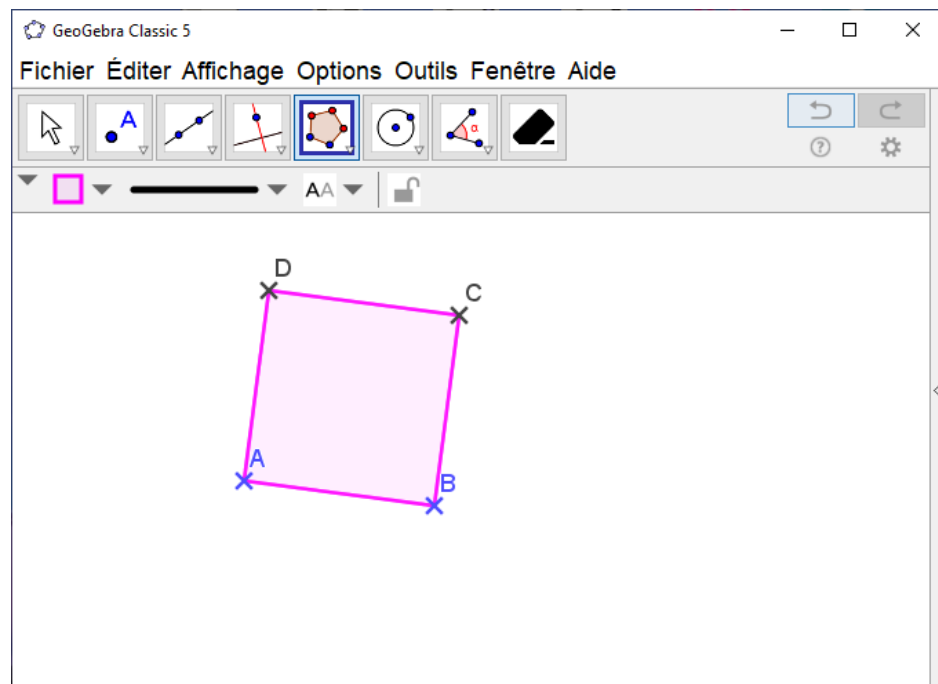 GeoGebra Classic 5
Fichier Éditer Affichage Options Outils Fenêtre Aide
A
α
?
AA
D
C
A
B